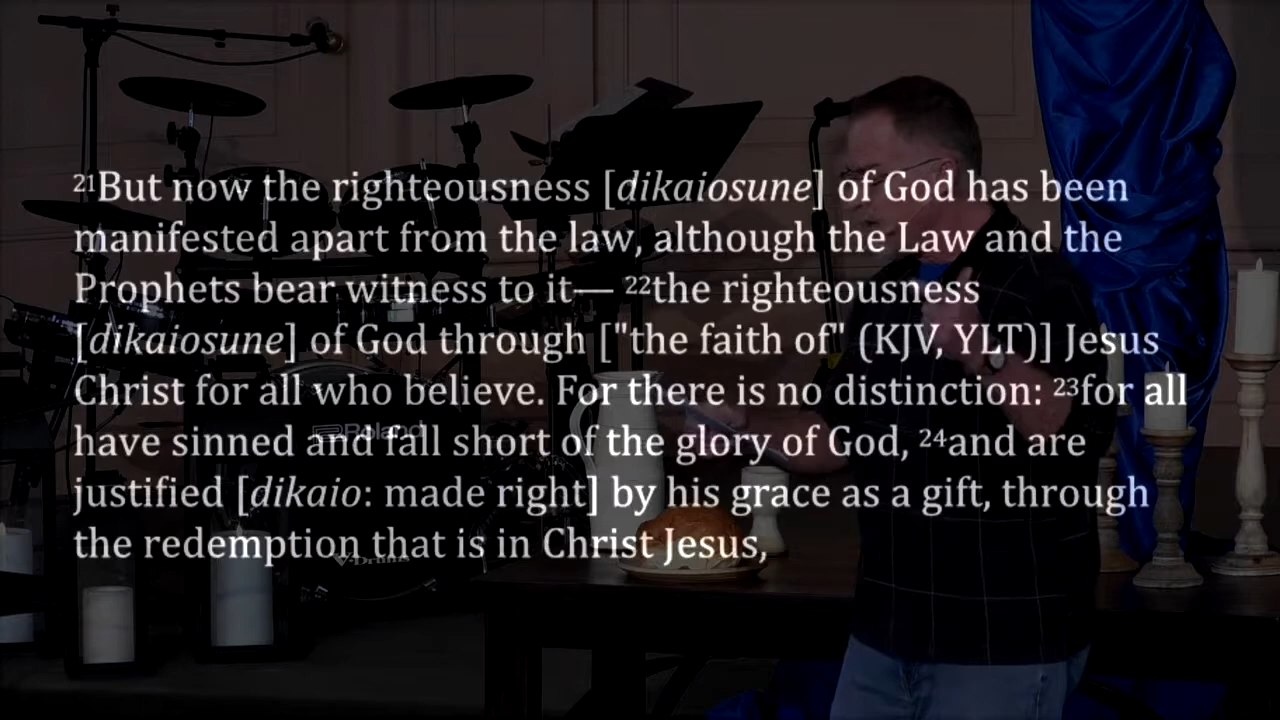 ²¹But now the righteousness [dikaiosune] of God has been
manifested apart from the law, although the Law and the
Prophets bear witness to it— ²²the righteousness
[dikaiosune] of God through ["the faith of" (KJV, YLT)] Jesus
Christ for all who believe. For there is no distinction: ²³for all
have sinned and fall short of the glory of God, ²⁴and are
justified [dikaio: made right] by his grace as a gift, through
the redemption that is in Christ Jesus,
Roland
V-Drums